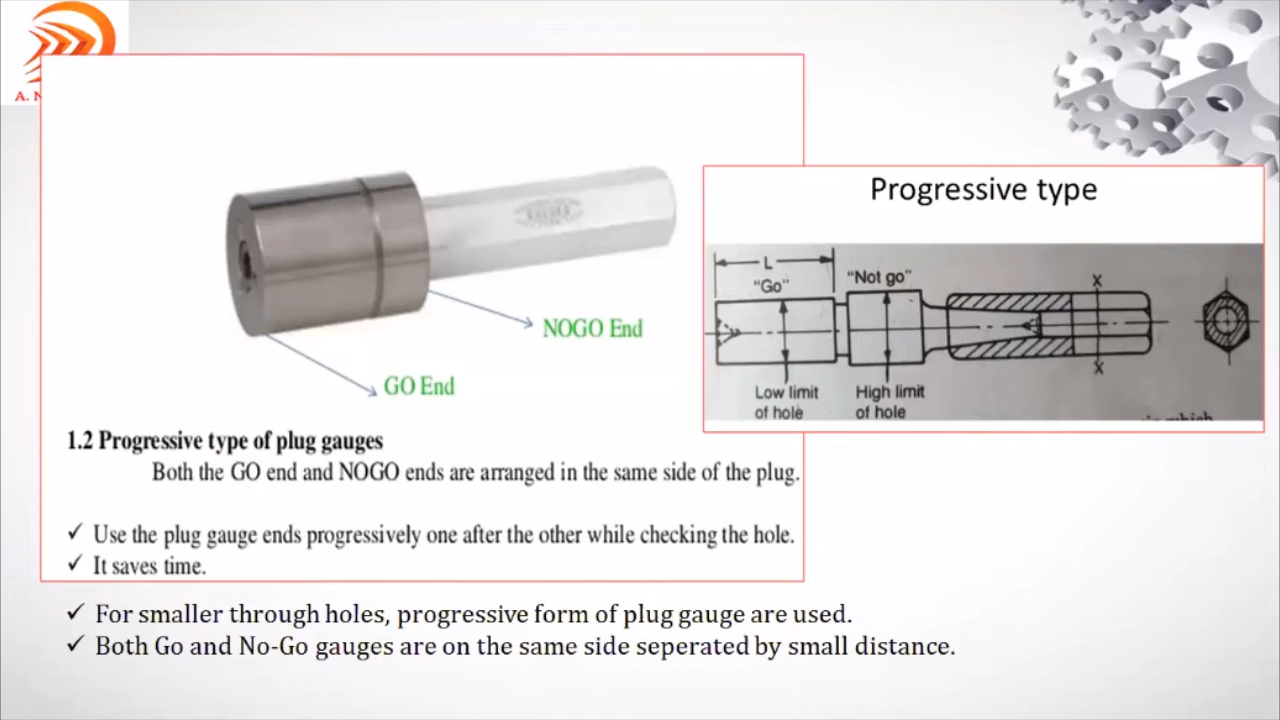 A. N
NOGO End
GO End
1.2 Progressive type of plug gauges
Both the GO end and NOGO ends are arranged in the same side of the plug.
✓ Use the plug gauge ends progressively one after the other while checking the hole.
✓ It saves time.
Progressive type
L
"Go"
"Not go"
X
X
Low limit
of hole
High limit
of hole
✓ For smaller through holes, progressive form of plug gauge are used.
✓ Both Go and No-Go gauges are on the same side seperated by small distance.